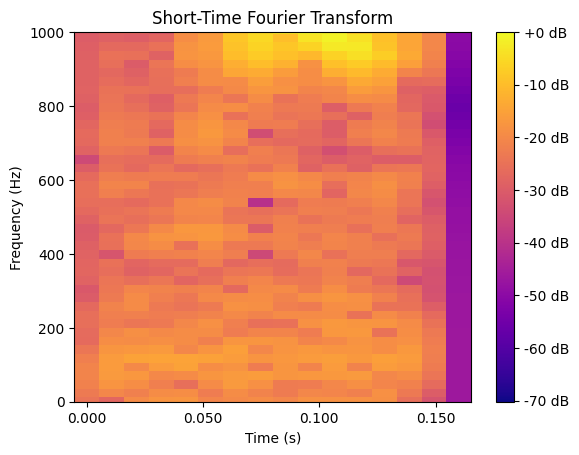 Short-Time Fourier Transform
1000
800
600
400
200
0
Frequency (Hz)
0.000
0.050
0.100
0.150
Time (s)
+0 dB
-10 dB
-20 dB
-30 dB
-40 dB
-50 dB
-60 dB
-70 dB